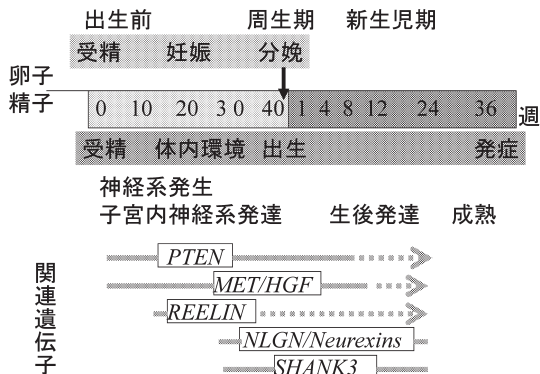 出生前 周生期 新生児期
受精 妊娠 分娩
卵子
精子
0 10 20 30 40 1 4 8 12 24 36 週
受精 体内環境 出生 発症
神経系発生
子宮内神経系発達 生後発達 成熟
関連遺伝子
PTEN
MET/HGF
REELIN
NLGN/Neurexins
SHANK3